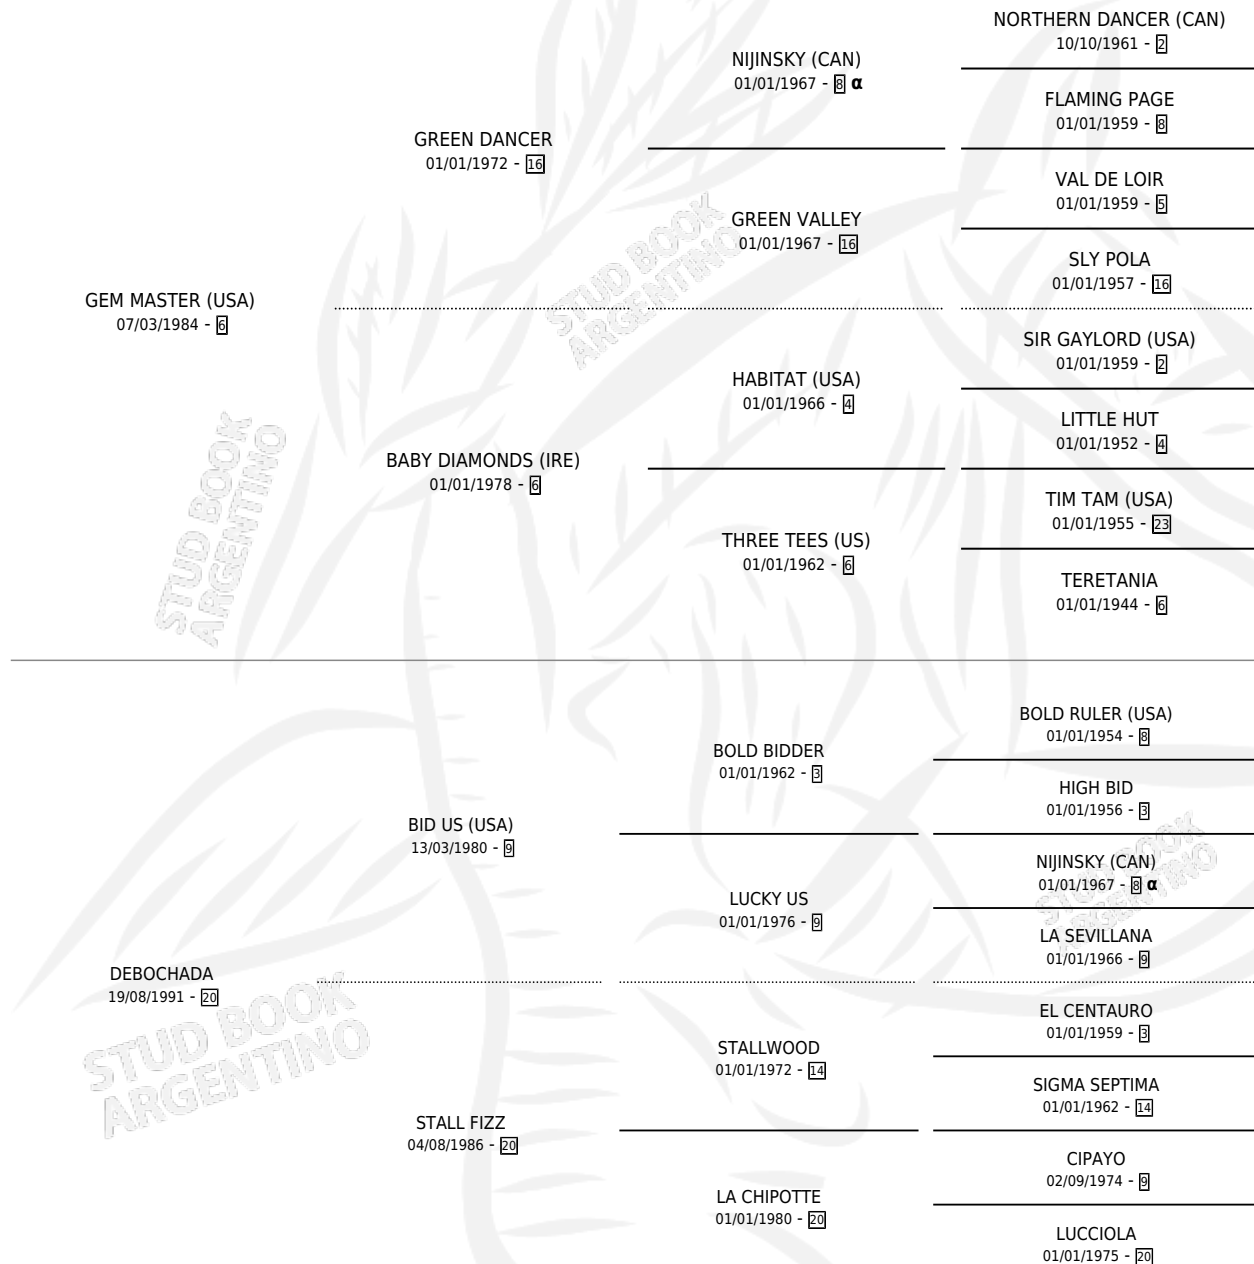 NORTHERN DANCER (CAN)
10/10/1961 - 2
NIJINSKY (CAN)
01/01/1967 - 8 α
FLAMING PAGE
01/01/1959 - 8
GREEN DANCER
01/01/1972 - 16
VAL DE LOIR
01/01/1959 - 5
GREEN VALLEY
01/01/1967 - 16
SLY POLA
01/01/1957 - 16
GEM MASTER (USA)
07/03/1984 - 6
STUD BOOK
ARGENTINO
SIR GAYLORD (USA)
01/01/1959 - 2
HABITAT (USA)
01/01/1966 - 4
LITTLE HUT
01/01/1952 - 4
BABY DIAMONDS (IRE)
01/01/1978 - 6
TIM TAM (USA)
01/01/1955 - 23
THREE TEES (US)
01/01/1962 - 6
TERETANIA
01/01/1944 - 6
STUD BOOK
ARGENTINO
BOLD RULER (USA)
01/01/1954 - 8
BOLD BIDDER
01/01/1962 - 3
HIGH BID
01/01/1956 - 3
BID US (USA)
13/03/1980 - 9
NIJINSKY (CAN)
01/01/1967 - 8 α
STUD BOOK
ARGENTINO
LUCKY US
01/01/1976 - 9
LA SEVILLANA
01/01/1966 - 9
DEBOCHADA
19/08/1991 - 20
STUD BOOK
ARGENTINO
EL CENTAURO
01/01/1959 - 3
STALLWOOD
01/01/1972 - 14
SIGMA SEPTIMA
01/01/1962 - 14
STALL FIZZ
04/08/1986 - 20
CIPAYO
02/09/1974 - 9
LA CHIPOTTE
01/01/1980 - 20
LUCCIOLA
01/01/1975 - 20